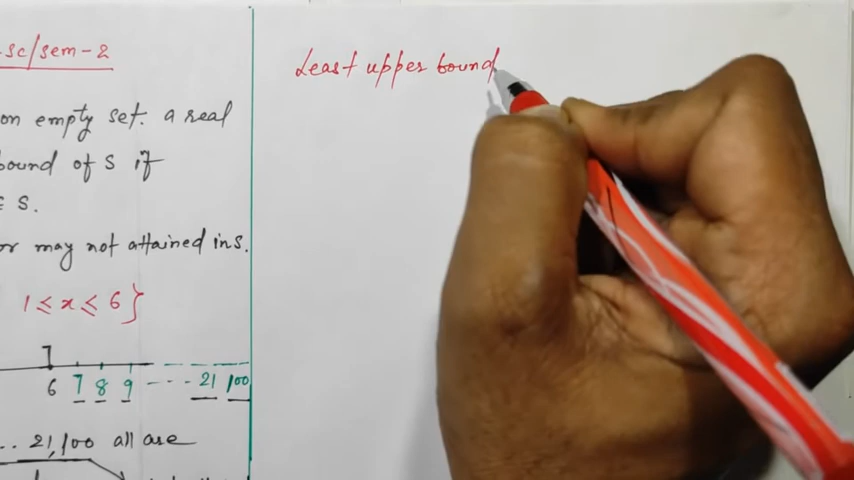 sc/sem-2
on empty set. a real
bound of S if
∈ S.
or may not attained in S.
1 ≤ x ≤ 6 }
]
6 7 8 9 --- 21 100
.. 21, 100 all are
Least upper bound